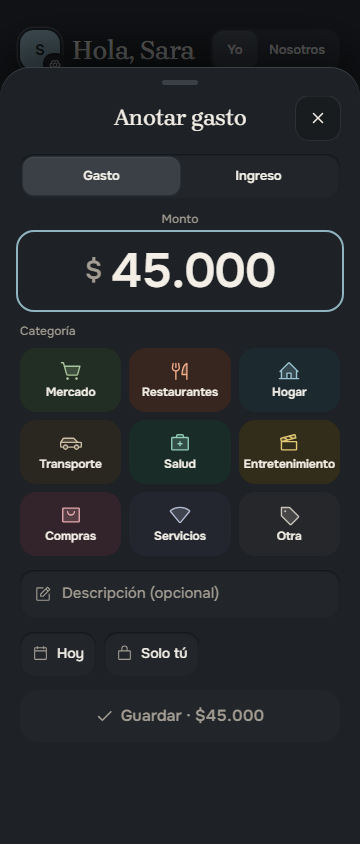 S
Hola, Sara
Yo
Nosotros
Anotar gasto
Gasto
Ingreso
Monto
$ 45.000
Categoría
Mercado
Restaurantes
Hogar
Transporte
Salud
Entretenimiento
Compras
Servicios
Otra
Descripción (opcional)
Hoy
Solo tú
Guardar · $45.000